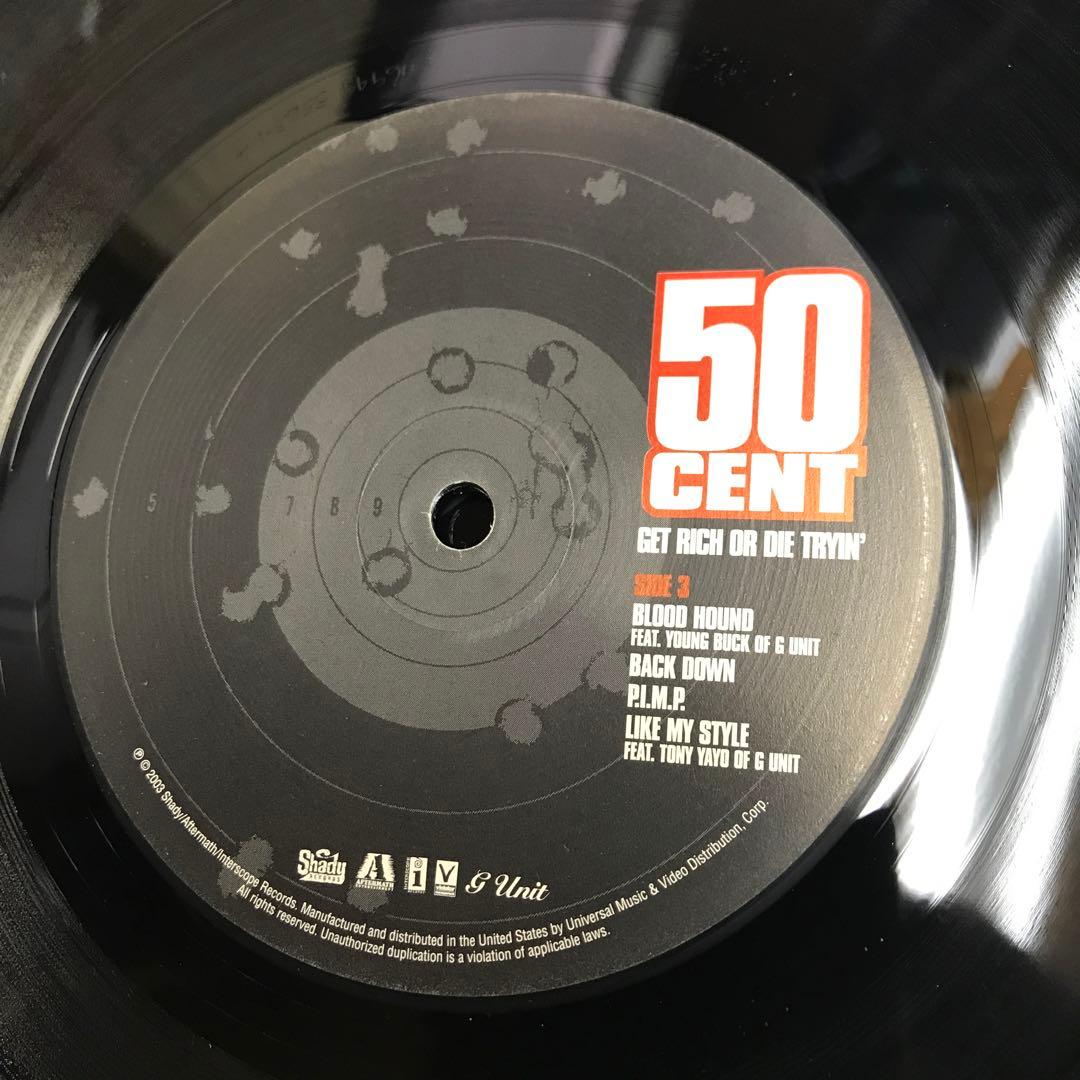 50
CENT
GET RICH OR DIE TRYIN'
SIDE 3
BLOOD HOUND
FEAT. YOUNG BUCK OF G UNIT
BACK DOWN
P.I.M.P.
LIKE MY STYLE
FEAT. TONY YAYO OF G UNIT
5 7 8 9
Shady
RECORDS
A
AFTERMATH
ENTERTAINMENT
i
V
G Unit
℗ © 2003 Shady/Aftermath/Interscope Records. Manufactured and distributed in the United States by Universal Music & Video Distribution, Corp.
All rights reserved. Unauthorized duplication is a violation of applicable laws.